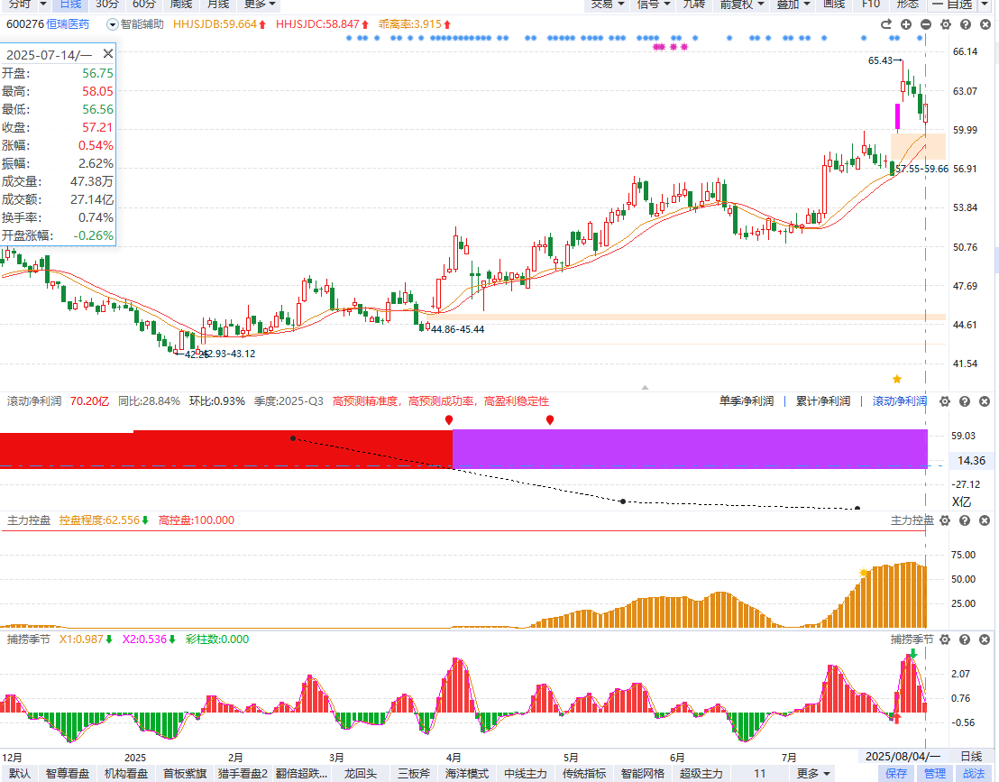 分时 日线 30分 60分 周线 月线 更多 交易 信号 九转 前复权 叠加 画线 F10 形态 一 自选
600276 恒瑞医药 智能辅助 HHJSJDB:59.664 HHJSJDC:58.847 乖离率:3.915
2025-07-14/一
开盘: 56.75
最高: 58.05
最低: 56.56
收盘: 57.21
涨幅: 0.54%
振幅: 2.62%
成交量: 47.38万
成交额: 27.14亿
换手率: 0.74%
开盘涨幅: -0.26%
66.14
65.43
63.07
59.99
57.55-59.66 56.91
53.84
50.76
47.69
44.61
44.86-45.44
42.93-43.12
41.54
滚动净利润 70.20亿 同比:28.84% 环比:0.93% 季度:2025-Q3 高预测精准度，高预测成功率，高盈利稳定性 单季净利润 | 累计净利润 | 滚动净利润
59.03
14.36
-27.12
X亿
主力控盘 控盘程度:62.556 高控盘:100.000 主力控盘
75.00
50.00
25.00
捕捞季节 X1:0.987 X2:0.536 彩柱数:0.000 捕捞季节
2.07
0.76
-0.56
12月 2025 2月 3月 4月 5月 6月 7月 2025/08/04/一 日线
默认 智尊看盘 机构看盘 首板紫旗 猎手看盘2 翻倍超跌... 龙回头 三板斧 海洋模式 中线主力 传统指标 智能网格 超级主力 11 更多 保存 管理 战法